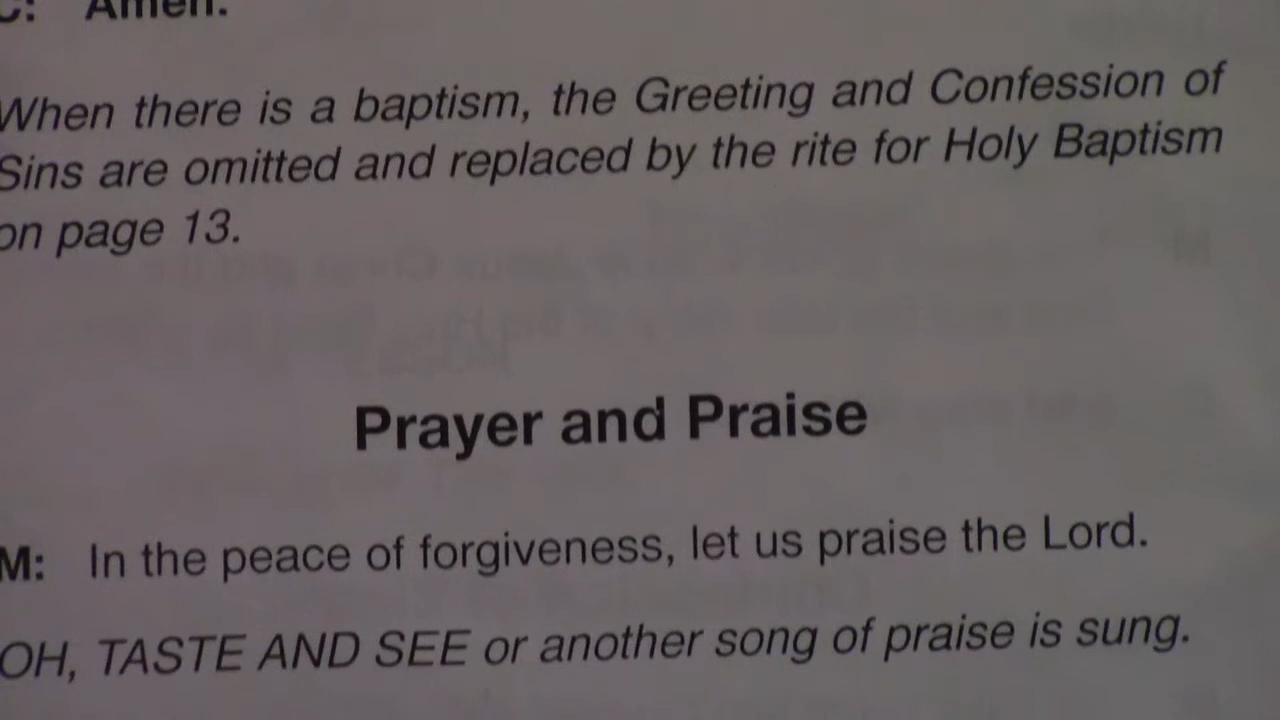 C: Amen.
When there is a baptism, the Greeting and Confession of
Sins are omitted and replaced by the rite for Holy Baptism
on page 13.
Prayer and Praise
M: In the peace of forgiveness, let us praise the Lord.
OH, TASTE AND SEE or another song of praise is sung.